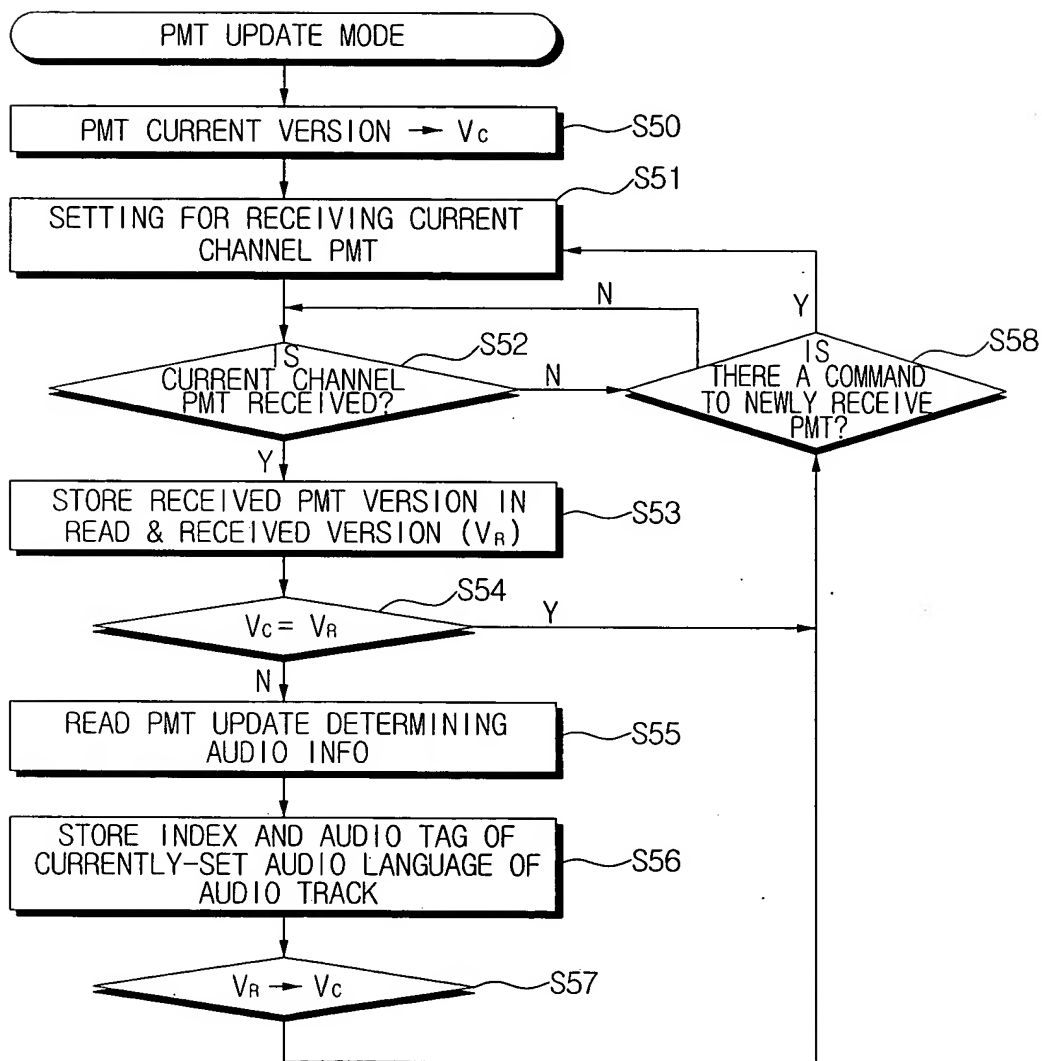 PMT UPDATE MODE
PMT CURRENT VERSION → Vc
S50
S51
SETTING FOR RECEIVING CURRENT
CHANNEL PMT
N
Y
IS
CURRENT CHANNEL
PMT RECEIVED?
S52
N
IS
THERE A COMMAND
TO NEWLY RECEIVE
PMT?
S58
Y
STORE RECEIVED PMT VERSION IN
READ & RECEIVED VERSION (VR)
S53
S54
Vc = VR
Y
N
READ PMT UPDATE DETERMINING
AUDIO INFO
S55
STORE INDEX AND AUDIO TAG OF
CURRENTLY-SET AUDIO LANGUAGE OF
AUDIO TRACK
S56
VR → Vc
S57